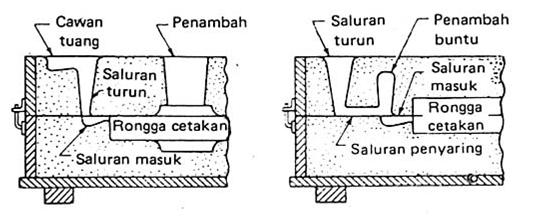 Cawan
tuang
Penambah
Saluran
turun
Rongga cetakan
Saluran masuk
Saluran
turun
Penambah
buntu
Saluran
masuk
Rongga
cetakan
Saluran penyaring